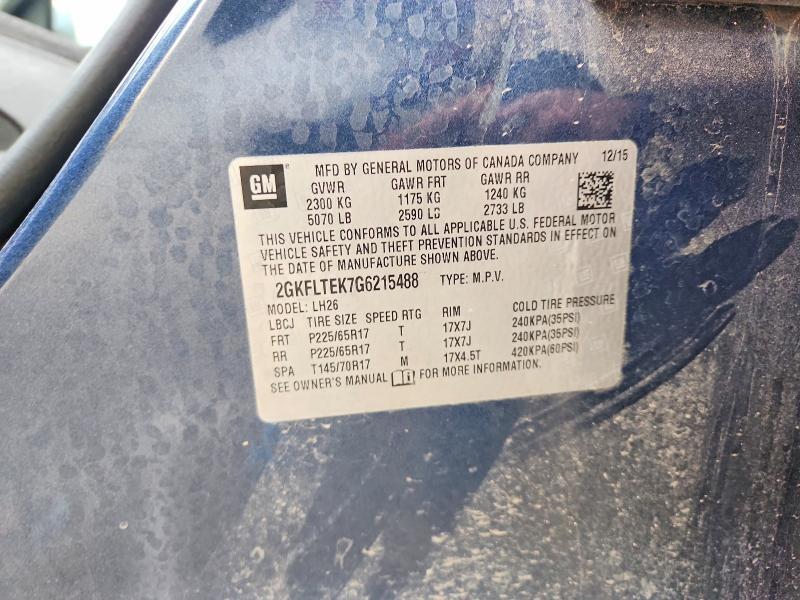 GM
MFD BY GENERAL MOTORS OF CANADA COMPANY 12/15
GVWR GAWR FRT GAWR RR
2300 KG 1175 KG 1240 KG
5070 LB 2590 LB 2733 LB
THIS VEHICLE CONFORMS TO ALL APPLICABLE U.S. FEDERAL MOTOR
VEHICLE SAFETY AND THEFT PREVENTION STANDARDS IN EFFECT ON
THE DATE OF MANUFACTURE SHOWN ABOVE.
2GKFLTEK7G6215488 TYPE: M.P.V.
MODEL: LH26
LBCJ TIRE SIZE SPEED RTG RIM COLD TIRE PRESSURE
FRT P225/65R17 T 17X7J 240KPA(35PSI)
RR P225/65R17 T 17X7J 240KPA(35PSI)
SPA T145/70R17 M 17X4.5T 420KPA(60PSI)
SEE OWNER'S MANUAL FOR MORE INFORMATION.